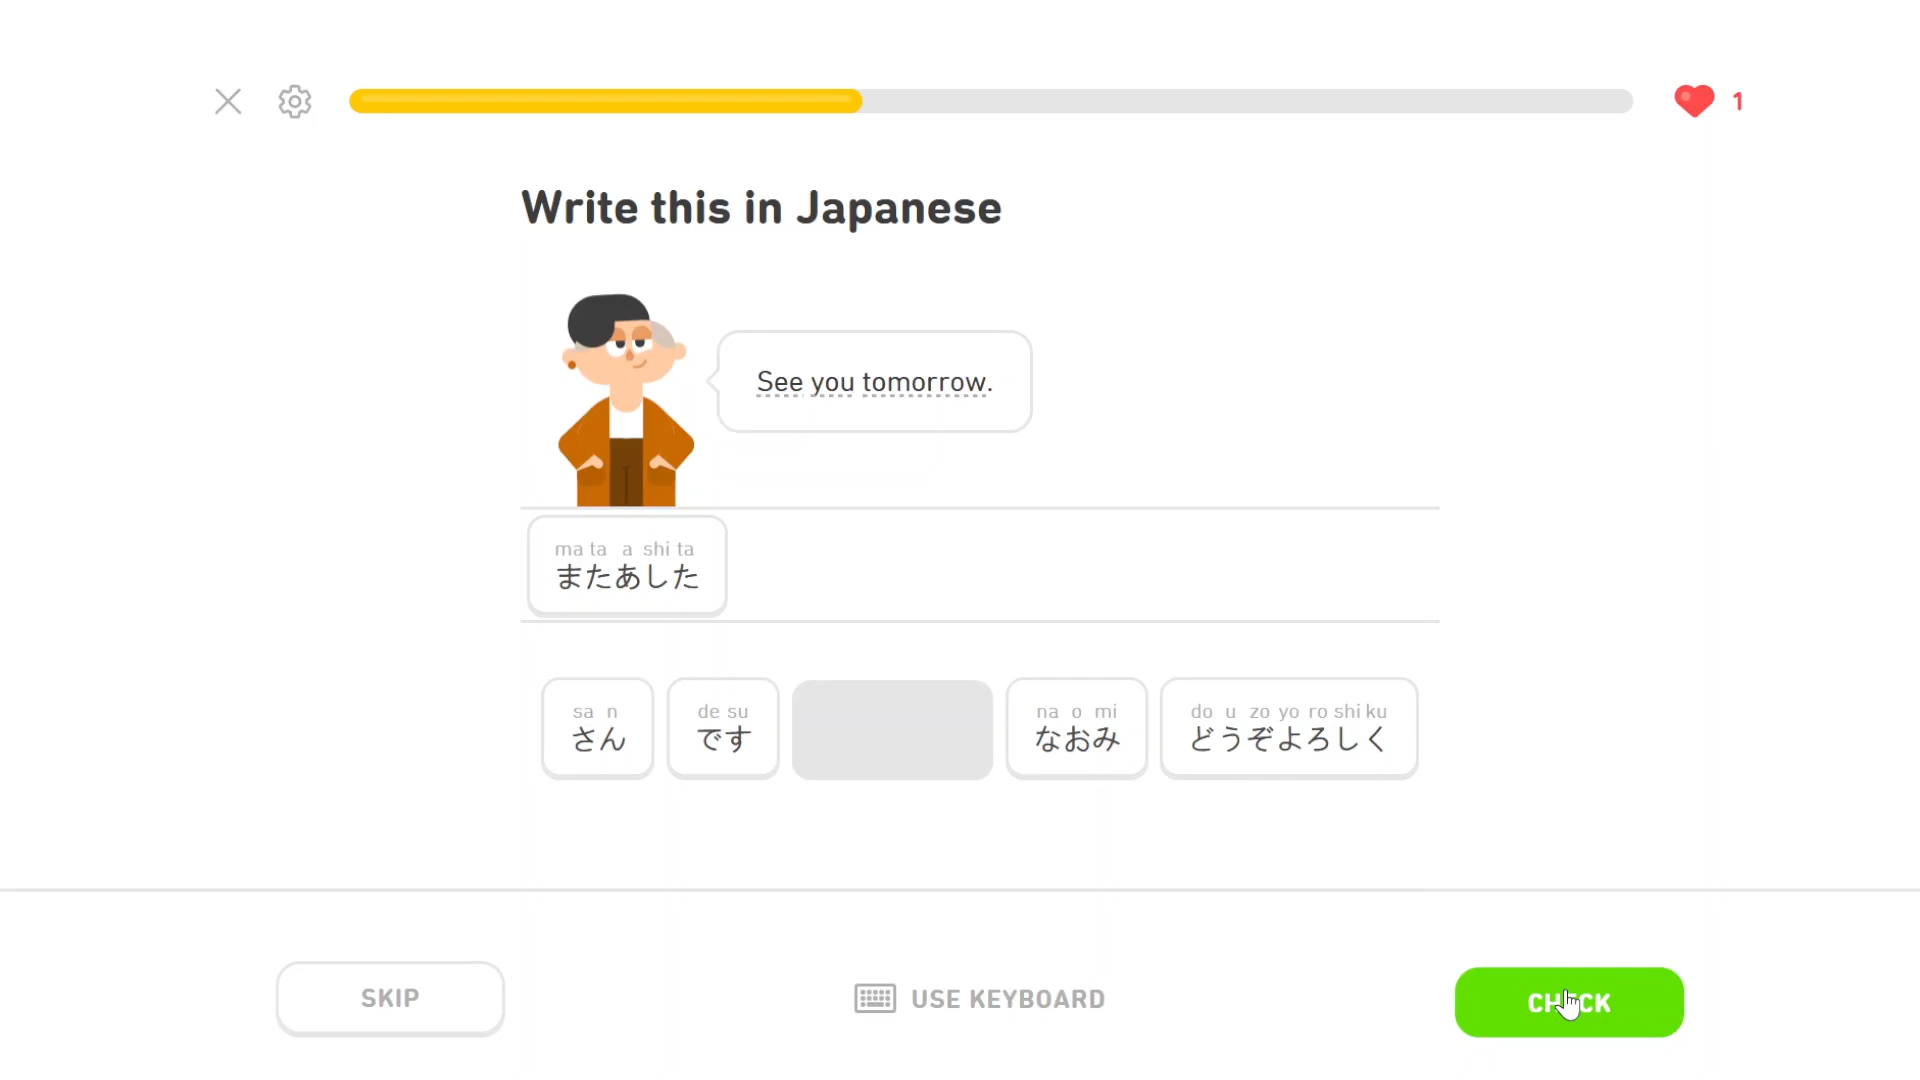 1
Write this in Japanese
See you tomorrow.
ma ta a shi ta
またあした
sa n de su na o mi do u zo yo ro shi ku
さん です なおみ どうぞよろしく
SKIP USE KEYBOARD CHECK